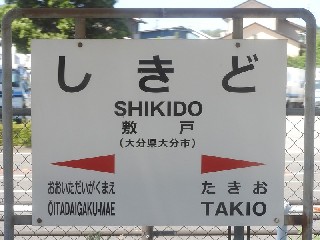 しきど
SHIKIDO
敷戸
(大分県大分市)
おおいただいがくまえ たきお
ŌITADAIGAKU-MAE TAKIO